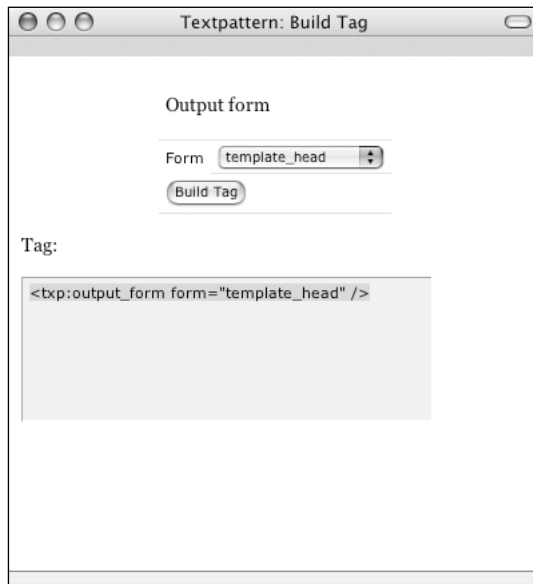 Textpattern: Build Tag
Output form
Form template_head
Build Tag
Tag:
<txp:output_form form="template_head" />